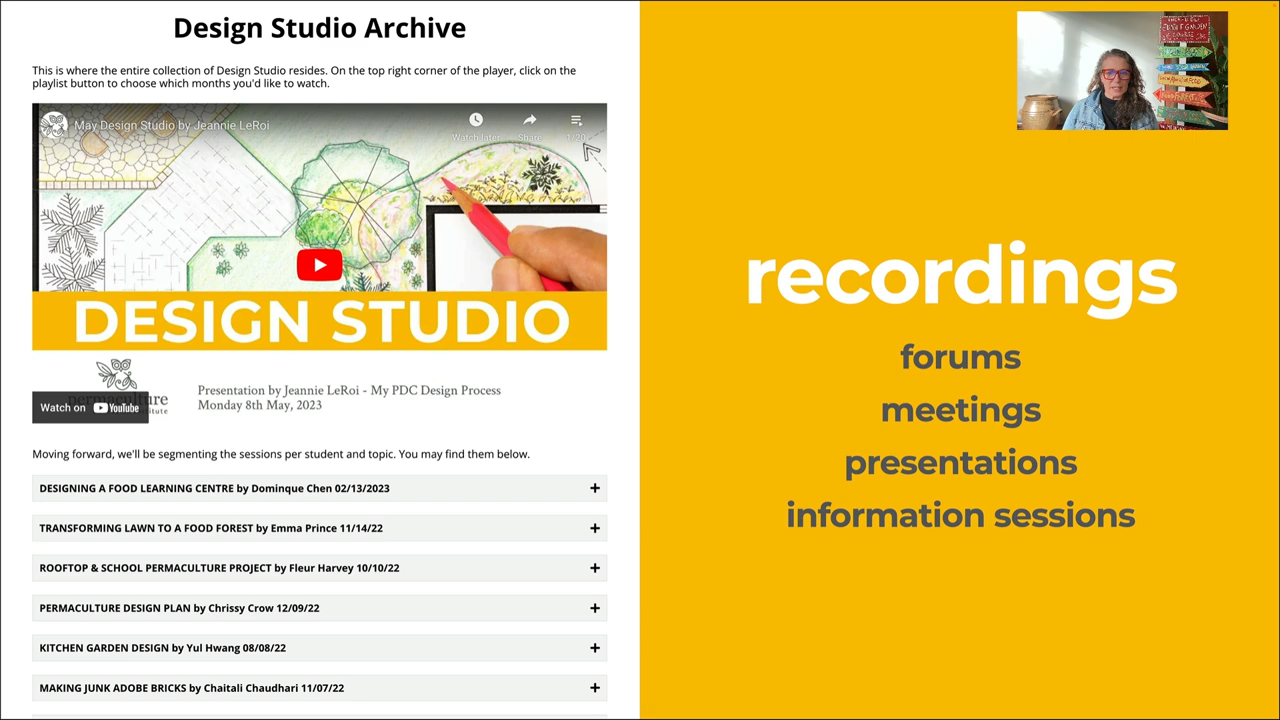 Design Studio Archive
This is where the entire collection of Design Studio resides. On the top right corner of the player, click on the
playlist button to choose which months you'd like to watch.
May Design Studio by Jeannie LeRoi
Watch later
Share
1/20
DESIGN STUDIO
permaculture
institute
Watch on YouTube
Presentation by Jeannie LeRoi - My PDC Design Process
Monday 8th May, 2023
Moving forward, we'll be segmenting the sessions per student and topic. You may find them below.
DESIGNING A FOOD LEARNING CENTRE by Dominque Chen 02/13/2023
TRANSFORMING LAWN TO A FOOD FOREST by Emma Prince 11/14/22
ROOFTOP & SCHOOL PERMACULTURE PROJECT by Fleur Harvey 10/10/22
PERMACULTURE DESIGN PLAN by Chrissy Crow 12/09/22
KITCHEN GARDEN DESIGN by Yul Hwang 08/08/22
MAKING JUNK ADOBE BRICKS by Chaitali Chaudhari 11/07/22
recordings
forums
meetings
presentations
information sessions